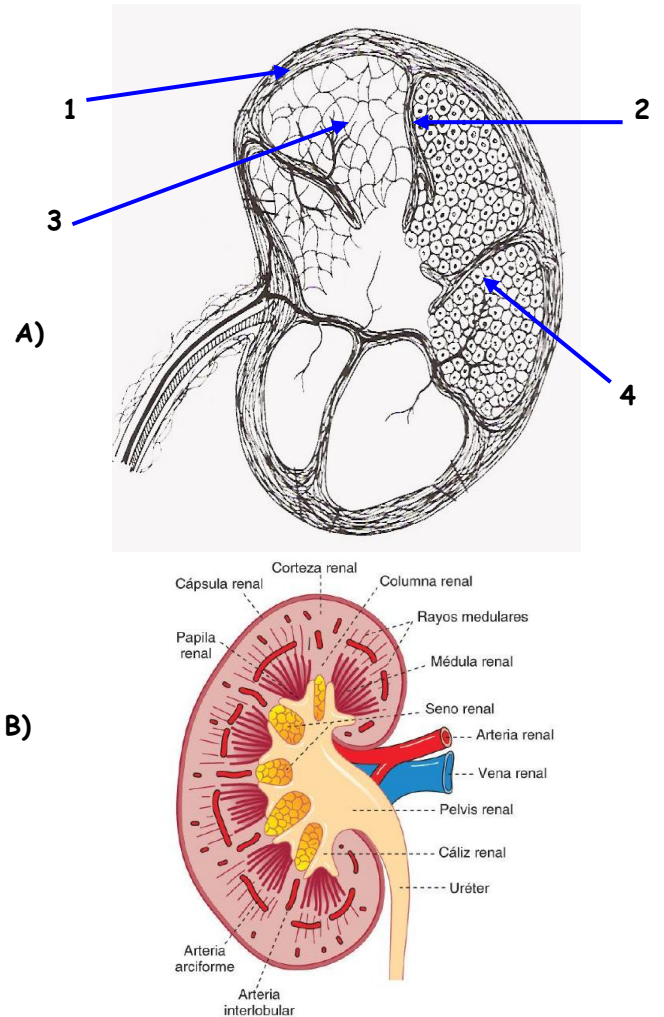 1
2
3
A)
4
Corteza renal
Cápsula renal
Columna renal
Rayos medulares
Papila
renal
Médula renal
Seno renal
B)
Arteria renal
Vena renal
Pelvis renal
Cáliz renal
Uréter
Arteria
arciforme
Arteria
interlobular